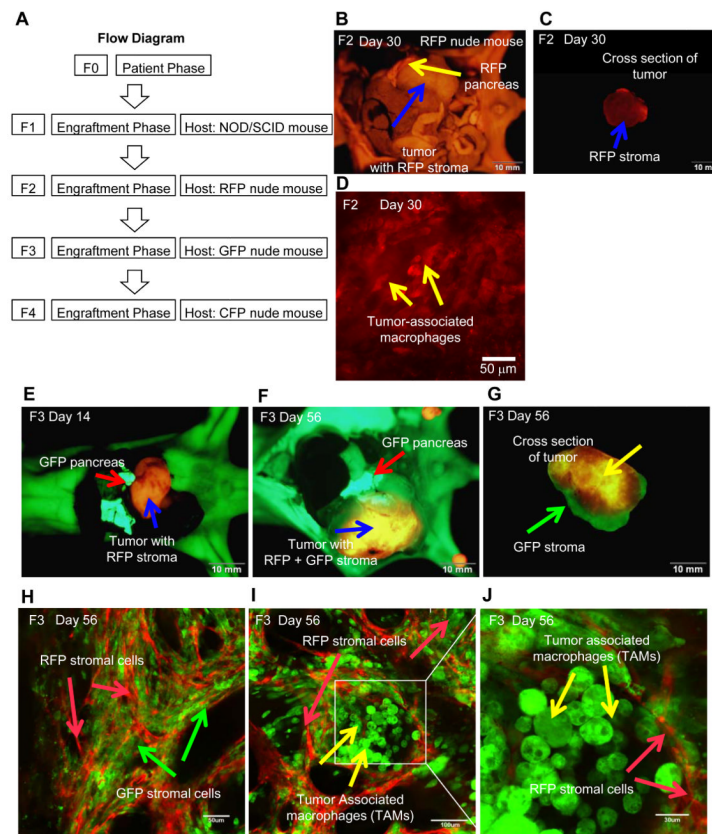 A
Flow Diagram
F0 Patient Phase
F1 Engraftment Phase Host: NOD/SCID mouse
F2 Engraftment Phase Host: RFP nude mouse
F3 Engraftment Phase Host: GFP nude mouse
F4 Engraftment Phase Host: CFP nude mouse
B
F2 Day 30 RFP nude mouse
RFP
pancreas
tumor
with RFP stroma
10 mm
C
F2 Day 30
Cross section of
tumor
RFP stroma
10 mm
D
F2 Day 30
Tumor-associated
macrophages
50 μm
E
F3 Day 14
GFP pancreas
Tumor with
RFP stroma
10 mm
F
F3 Day 56
GFP pancreas
Tumor with
RFP + GFP stroma
10 mm
G
F3 Day 56
Cross section
of tumor
GFP stroma
10 mm
H
F3 Day 56
RFP stromal cells
GFP stromal cells
50um
I
F3 Day 56
RFP stromal cells
Tumor Associated
macrophages (TAMs)
100um
J
F3 Day 56
Tumor associated
macrophages (TAMs)
RFP stromal cells
30um